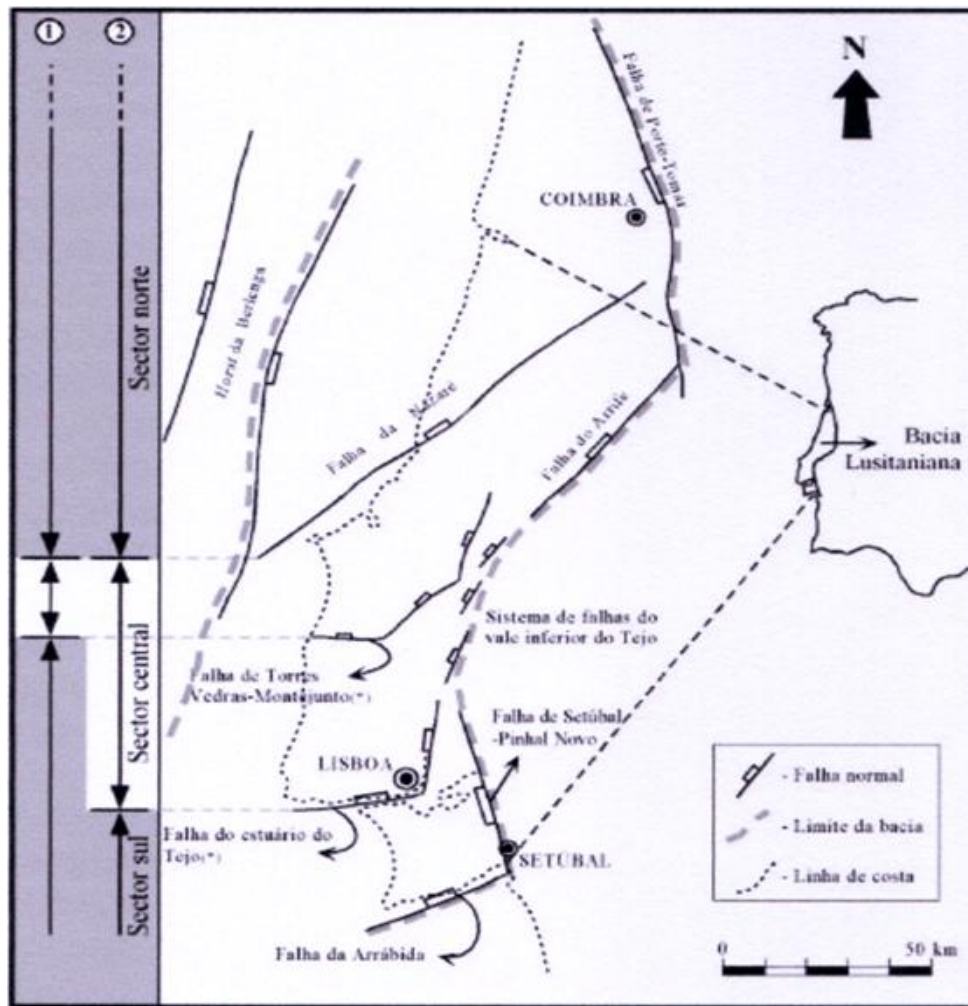 1
2
N
Falha de Porto-Tomar
COIMBRA
Horst da Berlenga
Sector norte
Falha da Nazaré
Falha do Arrife
Bacia
Lusitaniana
Sistema de falhas do
vale inferior do Tejo
Falha de Torres
Vedras-Montejunto(*)
Sector central
Falha de Setúbal
-Pinhal Novo
LISBOA
- Falha normal
- Limite da bacia
- Linha de costa
Falha do estuário do
Tejo(*)
SETÚBAL
Sector sul
Falha da Arrábida
0 50 km